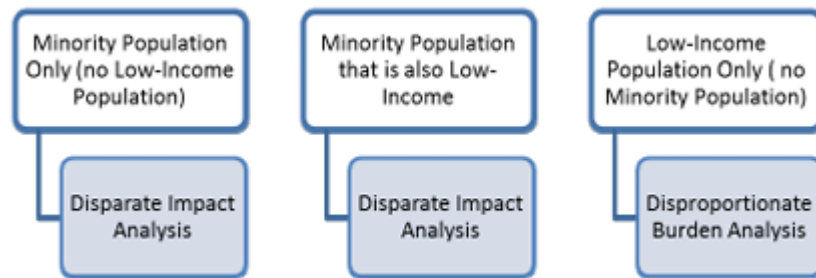 Minority Population
Only (no Low-Income
Population)
Disparate Impact
Analysis
Minority Population
that is also Low-
Income
Disparate Impact
Analysis
Low-Income
Population Only ( no
Minority Population)
Disproportionate
Burden Analysis